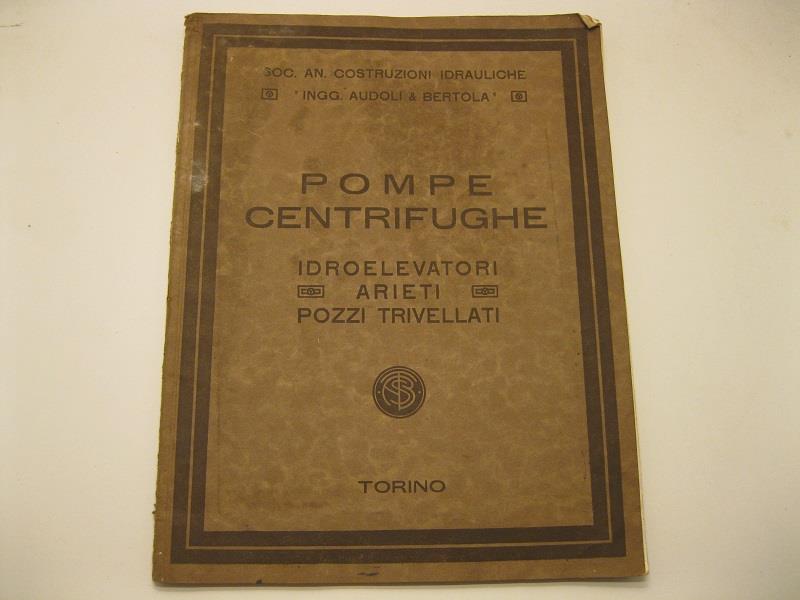 SOC. AN. COSTRUZIONI IDRAULICHE
"INGG. AUDOLI & BERTOLA"
POMPE
CENTRIFUGHE
IDROELEVATORI
ARIETI
POZZI TRIVELLATI
TORINO